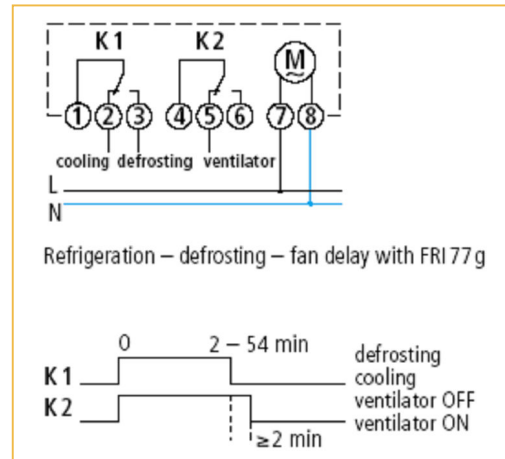 K1 K2 M ~
1 2 3 4 5 6 7 8
cooling defrosting ventilator
L
N
Refrigeration – defrosting – fan delay with FRI 77 g
0 2 – 54 min
defrosting
K1 cooling
K2 ventilator OFF
ventilator ON
≥2 min